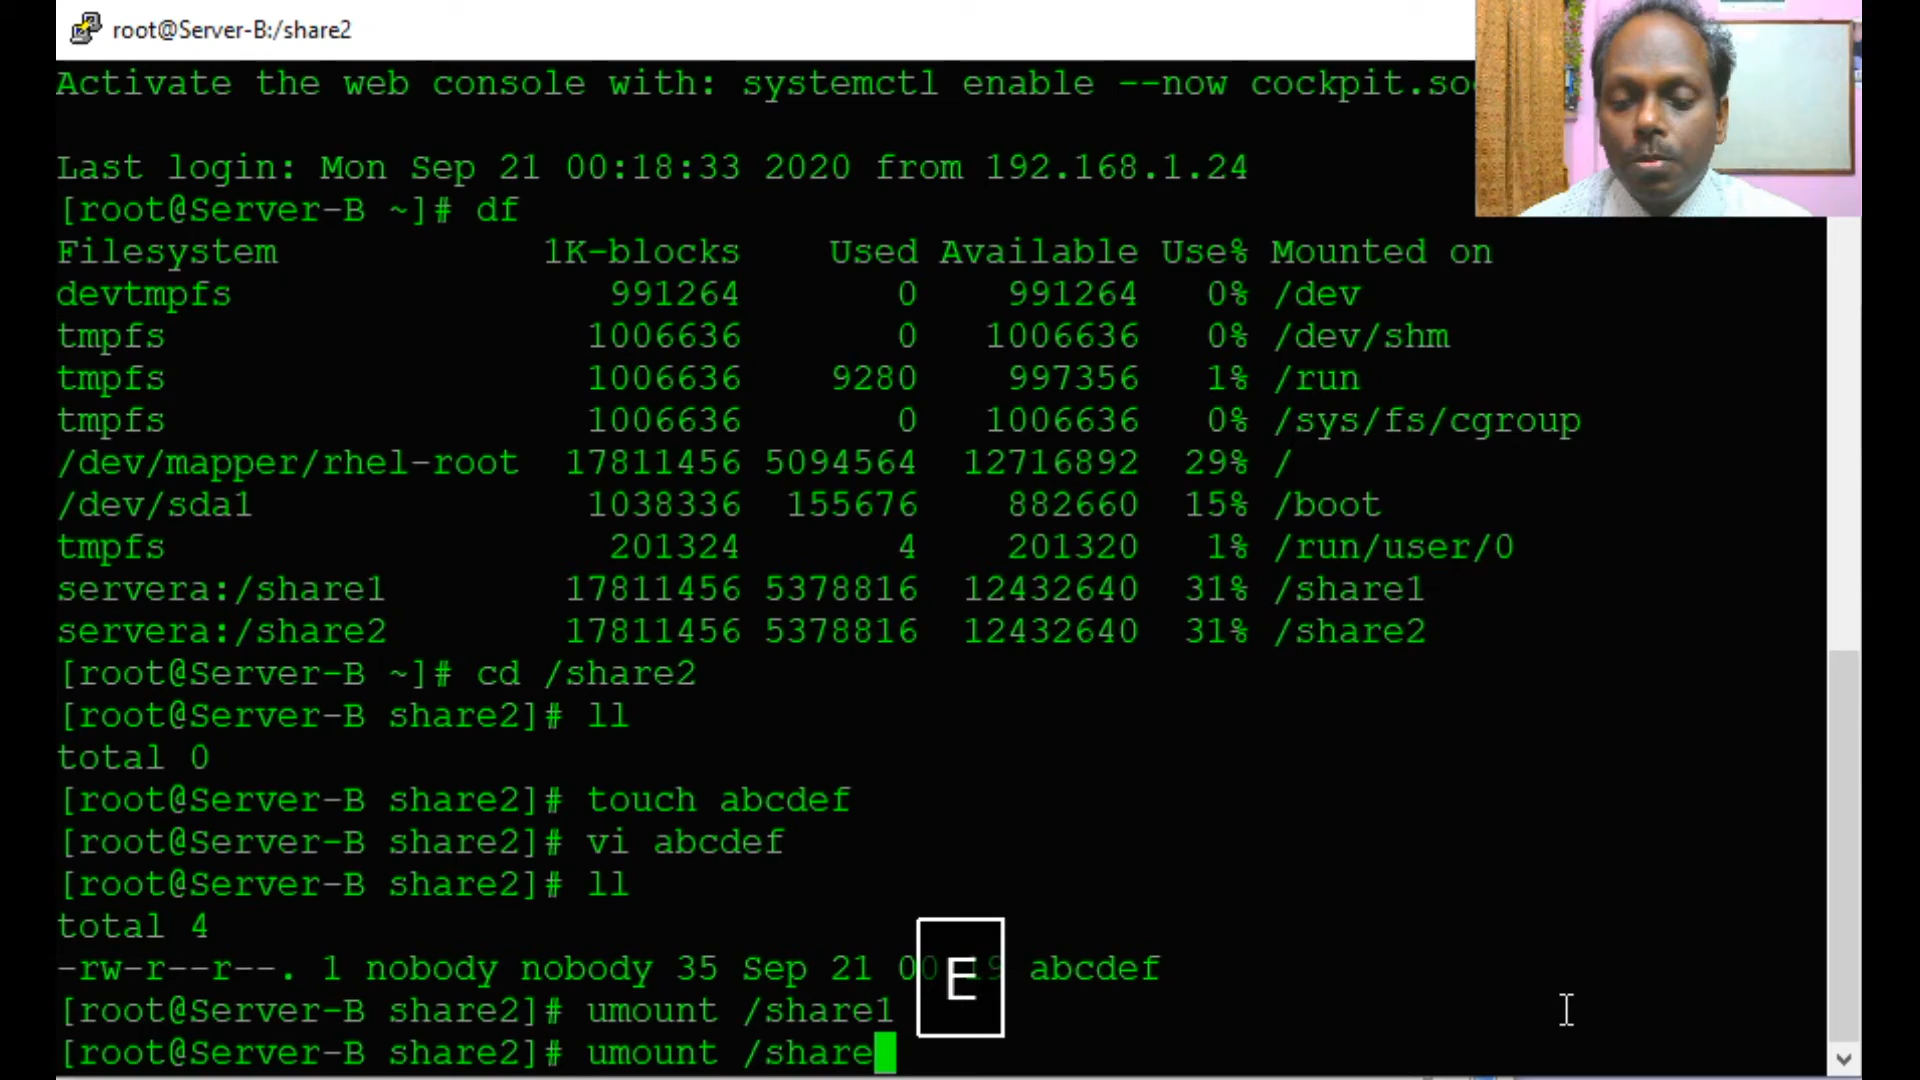 root@Server-B:/share2
Activate the web console with: systemctl enable --now cockpit.so
Last login: Mon Sep 21 00:18:33 2020 from 192.168.1.24
[root@Server-B ~]# df
Filesystem 1K-blocks Used Available Use% Mounted on
devtmpfs 991264 0 991264 0% /dev
tmpfs 1006636 0 1006636 0% /dev/shm
tmpfs 1006636 9280 997356 1% /run
tmpfs 1006636 0 1006636 0% /sys/fs/cgroup
/dev/mapper/rhel-root 17811456 5094564 12716892 29% /
/dev/sda1 1038336 155676 882660 15% /boot
tmpfs 201324 4 201320 1% /run/user/0
servera:/share1 17811456 5378816 12432640 31% /share1
servera:/share2 17811456 5378816 12432640 31% /share2
[root@Server-B ~]# cd /share2
[root@Server-B share2]# ll
total 0
[root@Server-B share2]# touch abcdef
[root@Server-B share2]# vi abcdef
[root@Server-B share2]# ll
total 4
-rw-r--r--. 1 nobody nobody 35 Sep 21 abcdef
E
[root@Server-B share2]# umount /share1
[root@Server-B share2]# umount /share